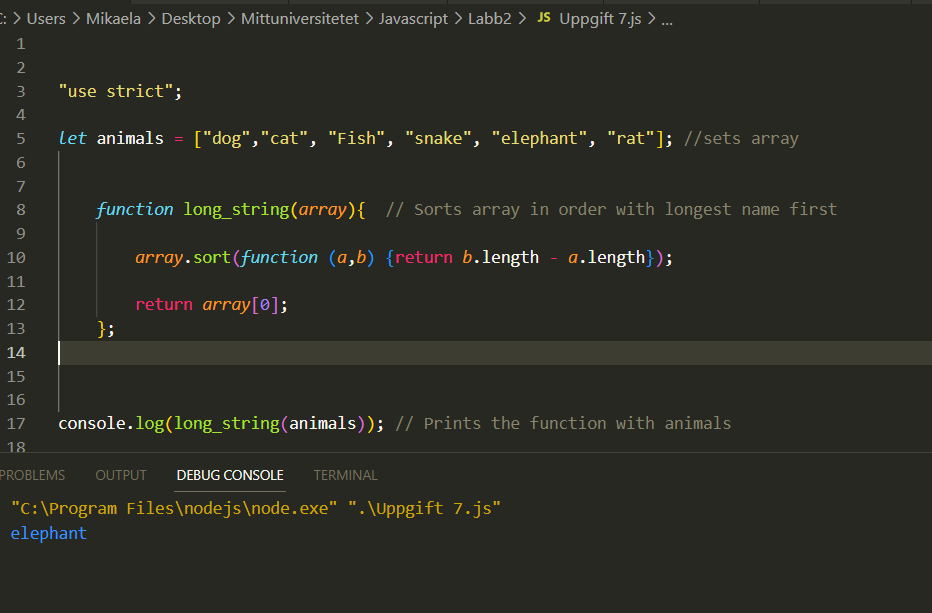 C: > Users > Mikaela > Desktop > Mittuniversitetet > Javascript > Labb2 > JS Uppgift 7.js > ...
1
2
3 "use strict";
4
5 let animals = ["dog","cat", "Fish", "snake", "elephant", "rat"]; //sets array
6
7
8 function long_string(array){  // Sorts array in order with longest name first
9
10 array.sort(function (a,b) {return b.length - a.length});
11
12 return array[0];
13 };
14
15
16
17 console.log(long_string(animals)); // Prints the function with animals
18
PROBLEMS OUTPUT DEBUG CONSOLE TERMINAL
"C:\Program Files\nodejs\node.exe" ".\Uppgift 7.js"
elephant